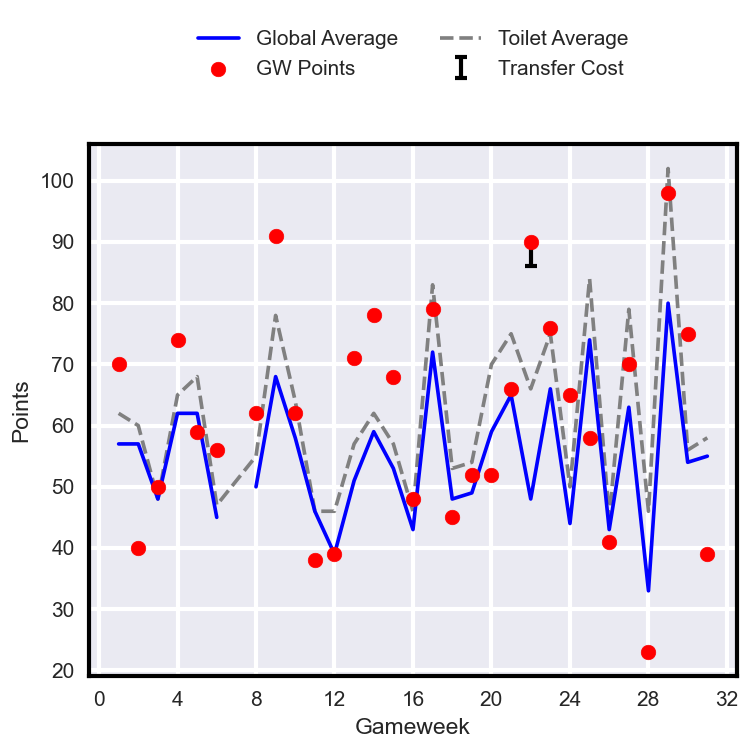 Global Average
Toilet Average
GW Points
Transfer Cost
100
90
80
70
60
50
40
30
20
Points
0 4 8 12 16 20 24 28 32
Gameweek